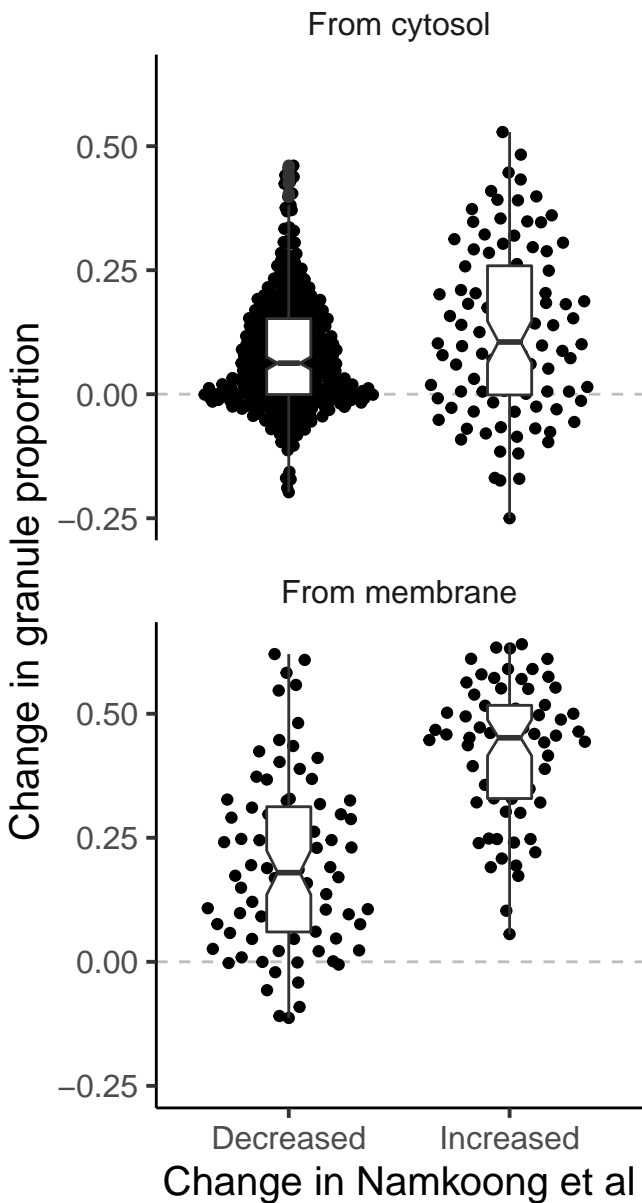 From cytosol
0.50
0.25
0.00
−0.25
From membrane
0.50
0.25
0.00
−0.25
Change in granule proportion
Decreased
Increased
Change in Namkoong et al